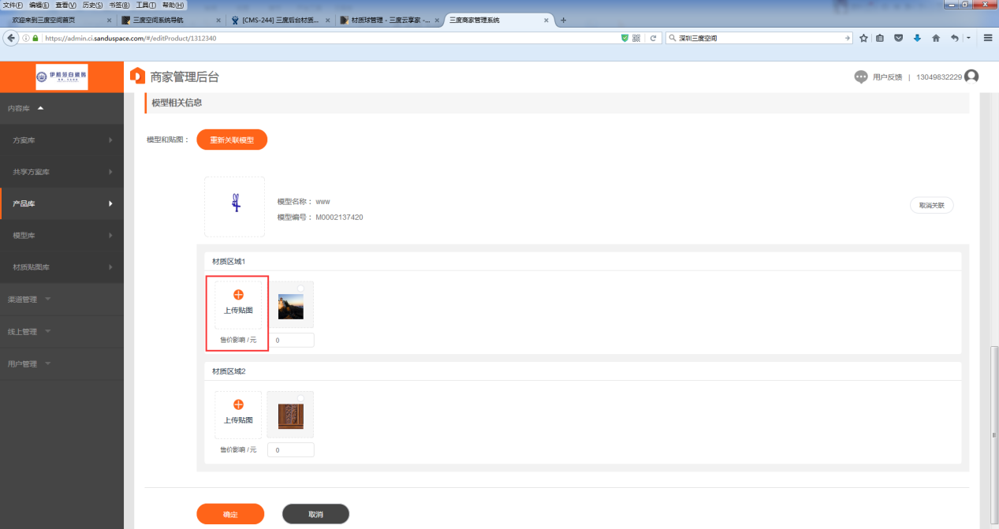 文件(F) 编辑(E) 查看(V) 历史(S) 书签(B) 工具(T) 帮助(H)
欢迎来到三度空间首页 × 三度空间系统导航 × [CMS-244] 三度后台材质... × 材质球管理 - 三度云享家 -... × 三度商家管理系统 × +
https://admin.ci.sanduspace.com/#/editProduct/1312340
深圳三度空间
商家管理后台
用户反馈 | 13049832229
内容库
方案库
共享方案库
产品库
模型库
材质贴图库
渠道管理
线上管理
用户管理
模型相关信息
模型和贴图：
重新关联模型
模型名称： www
模型编号： M0002137420
取消关联
材质区域1
上传贴图
售价影响 /元
0
材质区域2
上传贴图
售价影响 /元
0
确定
取消